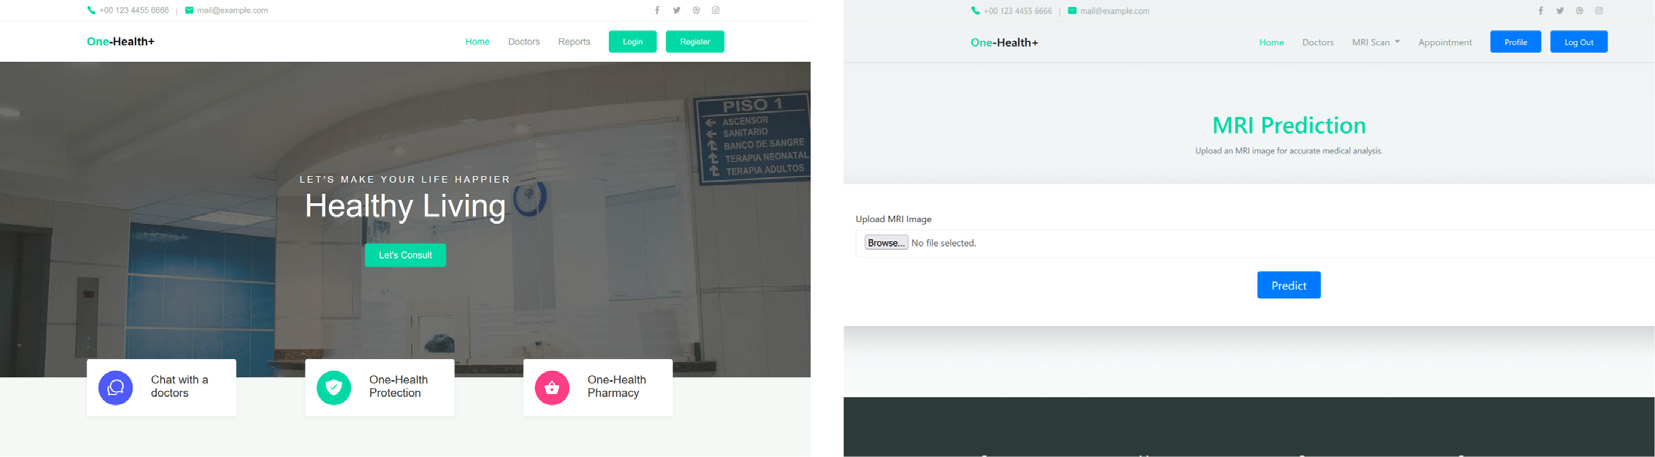 +00 123 4455 6666 | mail@example.com
One-Health+
Home Doctors Reports Login Register
PISO 1
ASCENSOR
SANITARIO
BANCO DE SANGRE
TERAPIA NEONATAL
TERAPIA ADULTOS
LET'S MAKE YOUR LIFE HAPPIER
Healthy Living
Let's Consult
Chat with a
doctors
One-Health
Protection
One-Health
Pharmacy
+00 123 4455 6666 | mail@example.com
One-Health+
Home Doctors MRI Scan Appointment Profile Log Out
MRI Prediction
Upload an MRI image for accurate medical analysis.
Upload MRI Image
Browse... No file selected.
Predict